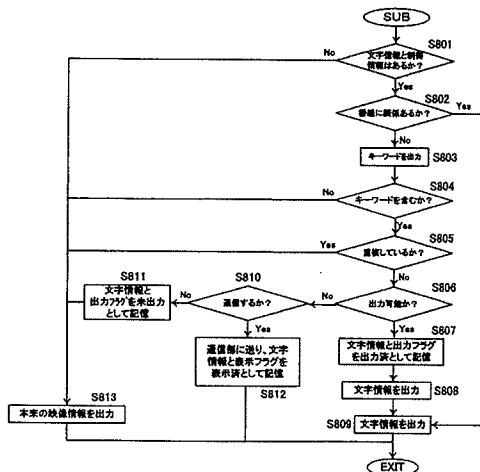 SUB
S801
文字情報と制御
情報はあるか?
No
Yes
S802
番組に関係あるか?
Yes
No
キーワードを出力
S803
S804
キーワードを含むか?
No
Yes
S805
重複しているか?
Yes
No
S806
出力可能か?
No
Yes
S810
返信するか?
No
Yes
S811
文字情報と
出力フラグを未出力
として記憶
S807
文字情報と出力フラグ
を出力済として記憶
返信部に送り、文字
情報と表示フラグを
表示済として記憶
S812
文字情報を出力
S808
S813
本来の映像情報を出力
S809
文字情報を出力
EXIT